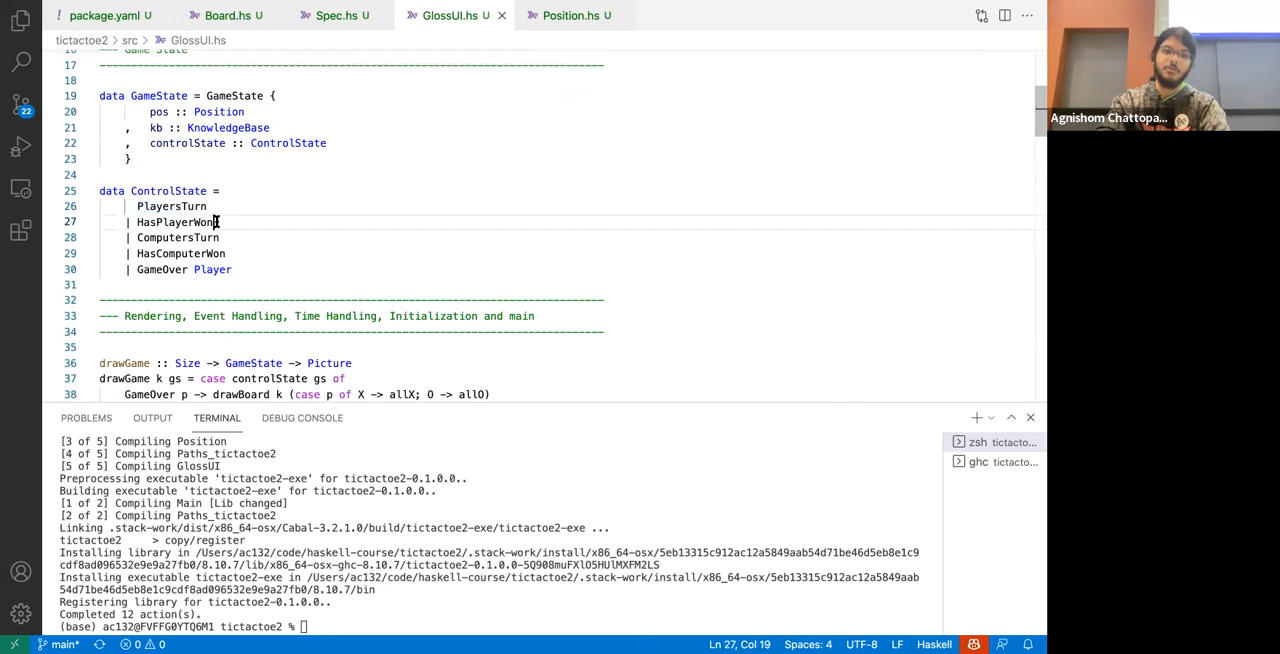 package.yaml U
Board.hs U
Spec.hs U
GlossUI.hs U
Position.hs U
tictactoe2 > src > GlossUI.hs
16 --- Game State
17 -------------------------------------------------------------------------------
18
19 data GameState = GameState {
20 pos :: Position
21 , kb :: KnowledgeBase
22 , controlState :: ControlState
23 }
24
25 data ControlState =
26 PlayersTurn
27 | HasPlayerWon
28 | ComputersTurn
29 | HasComputerWon
30 | GameOver Player
31
32 -------------------------------------------------------------------------------
33 --- Rendering, Event Handling, Time Handling, Initialization and main
34 -------------------------------------------------------------------------------
35
36 drawGame :: Size -> GameState -> Picture
37 drawGame k gs = case controlState gs of
38 GameOver p -> drawBoard k (case p of X -> allX; O -> allO)
22
Agnishom Chattopa...
PROBLEMS OUTPUT TERMINAL DEBUG CONSOLE
[3 of 5] Compiling Position
[4 of 5] Compiling Paths_tictactoe2
[5 of 5] Compiling GlossUI
Preprocessing executable 'tictactoe2-exe' for tictactoe2-0.1.0.0..
Building executable 'tictactoe2-exe' for tictactoe2-0.1.0.0..
[1 of 2] Compiling Main [Lib changed]
[2 of 2] Compiling Paths_tictactoe2
Linking .stack-work/dist/x86_64-osx/Cabal-3.2.1.0/build/tictactoe2-exe/tictactoe2-exe ...
tictactoe2 > copy/register
Installing library in /Users/ac132/code/haskell-course/tictactoe2/.stack-work/install/x86_64-osx/5eb13315c912ac12a5849aab54d71be46d5eb8e1c9
cdf8ad096532e9e9a27fb0/8.10.7/lib/x86_64-osx-ghc-8.10.7/tictactoe2-0.1.0.0-5Q908muFXlO5HUlMXFM2LS
Installing executable tictactoe2-exe in /Users/ac132/code/haskell-course/tictactoe2/.stack-work/install/x86_64-osx/5eb13315c912ac12a5849aab
54d71be46d5eb8e1c9cdf8ad096532e9e9a27fb0/8.10.7/bin
Registering library for tictactoe2-0.1.0.0..
Completed 12 action(s).
(base) ac132@FVFFG0YTQ6M1 tictactoe2 %
zsh tictacto...
ghc tictacto...
main* 0 0 Ln 27, Col 19 Spaces: 4 UTF-8 LF Haskell